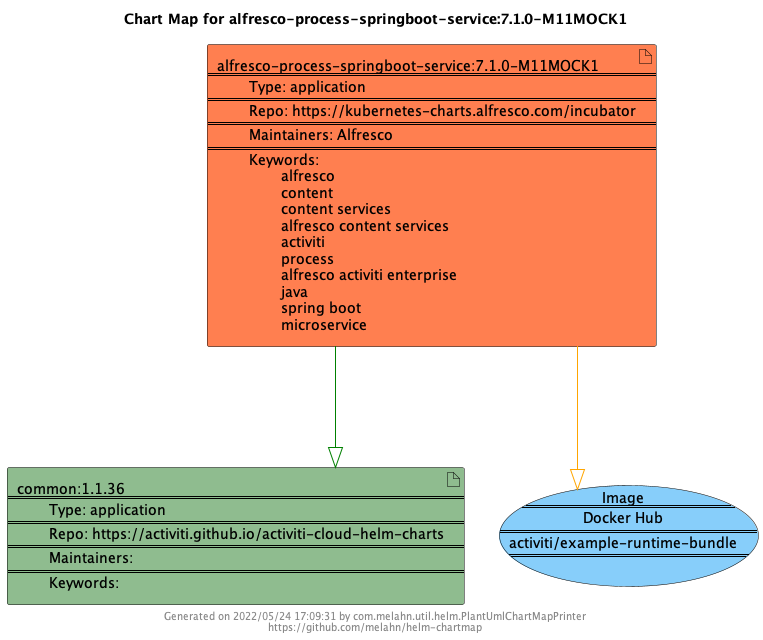 Chart Map for alfresco-process-springboot-service:7.1.0-M11MOCK1
alfresco-process-springboot-service:7.1.0-M11MOCK1
Type: application
Repo: https://kubernetes-charts.alfresco.com/incubator
Maintainers: Alfresco
Keywords:
alfresco
content
content services
alfresco content services
activiti
process
alfresco activiti enterprise
java
spring boot
microservice
common:1.1.36
Type: application
Repo: https://activiti.github.io/activiti-cloud-helm-charts
Maintainers:
Keywords:
Image
Docker Hub
activiti/example-runtime-bundle
Generated on 2022/05/24 17:09:31 by com.melahn.util.helm.PlantUmlChartMapPrinter
https://github.com/melahn/helm-chartmap